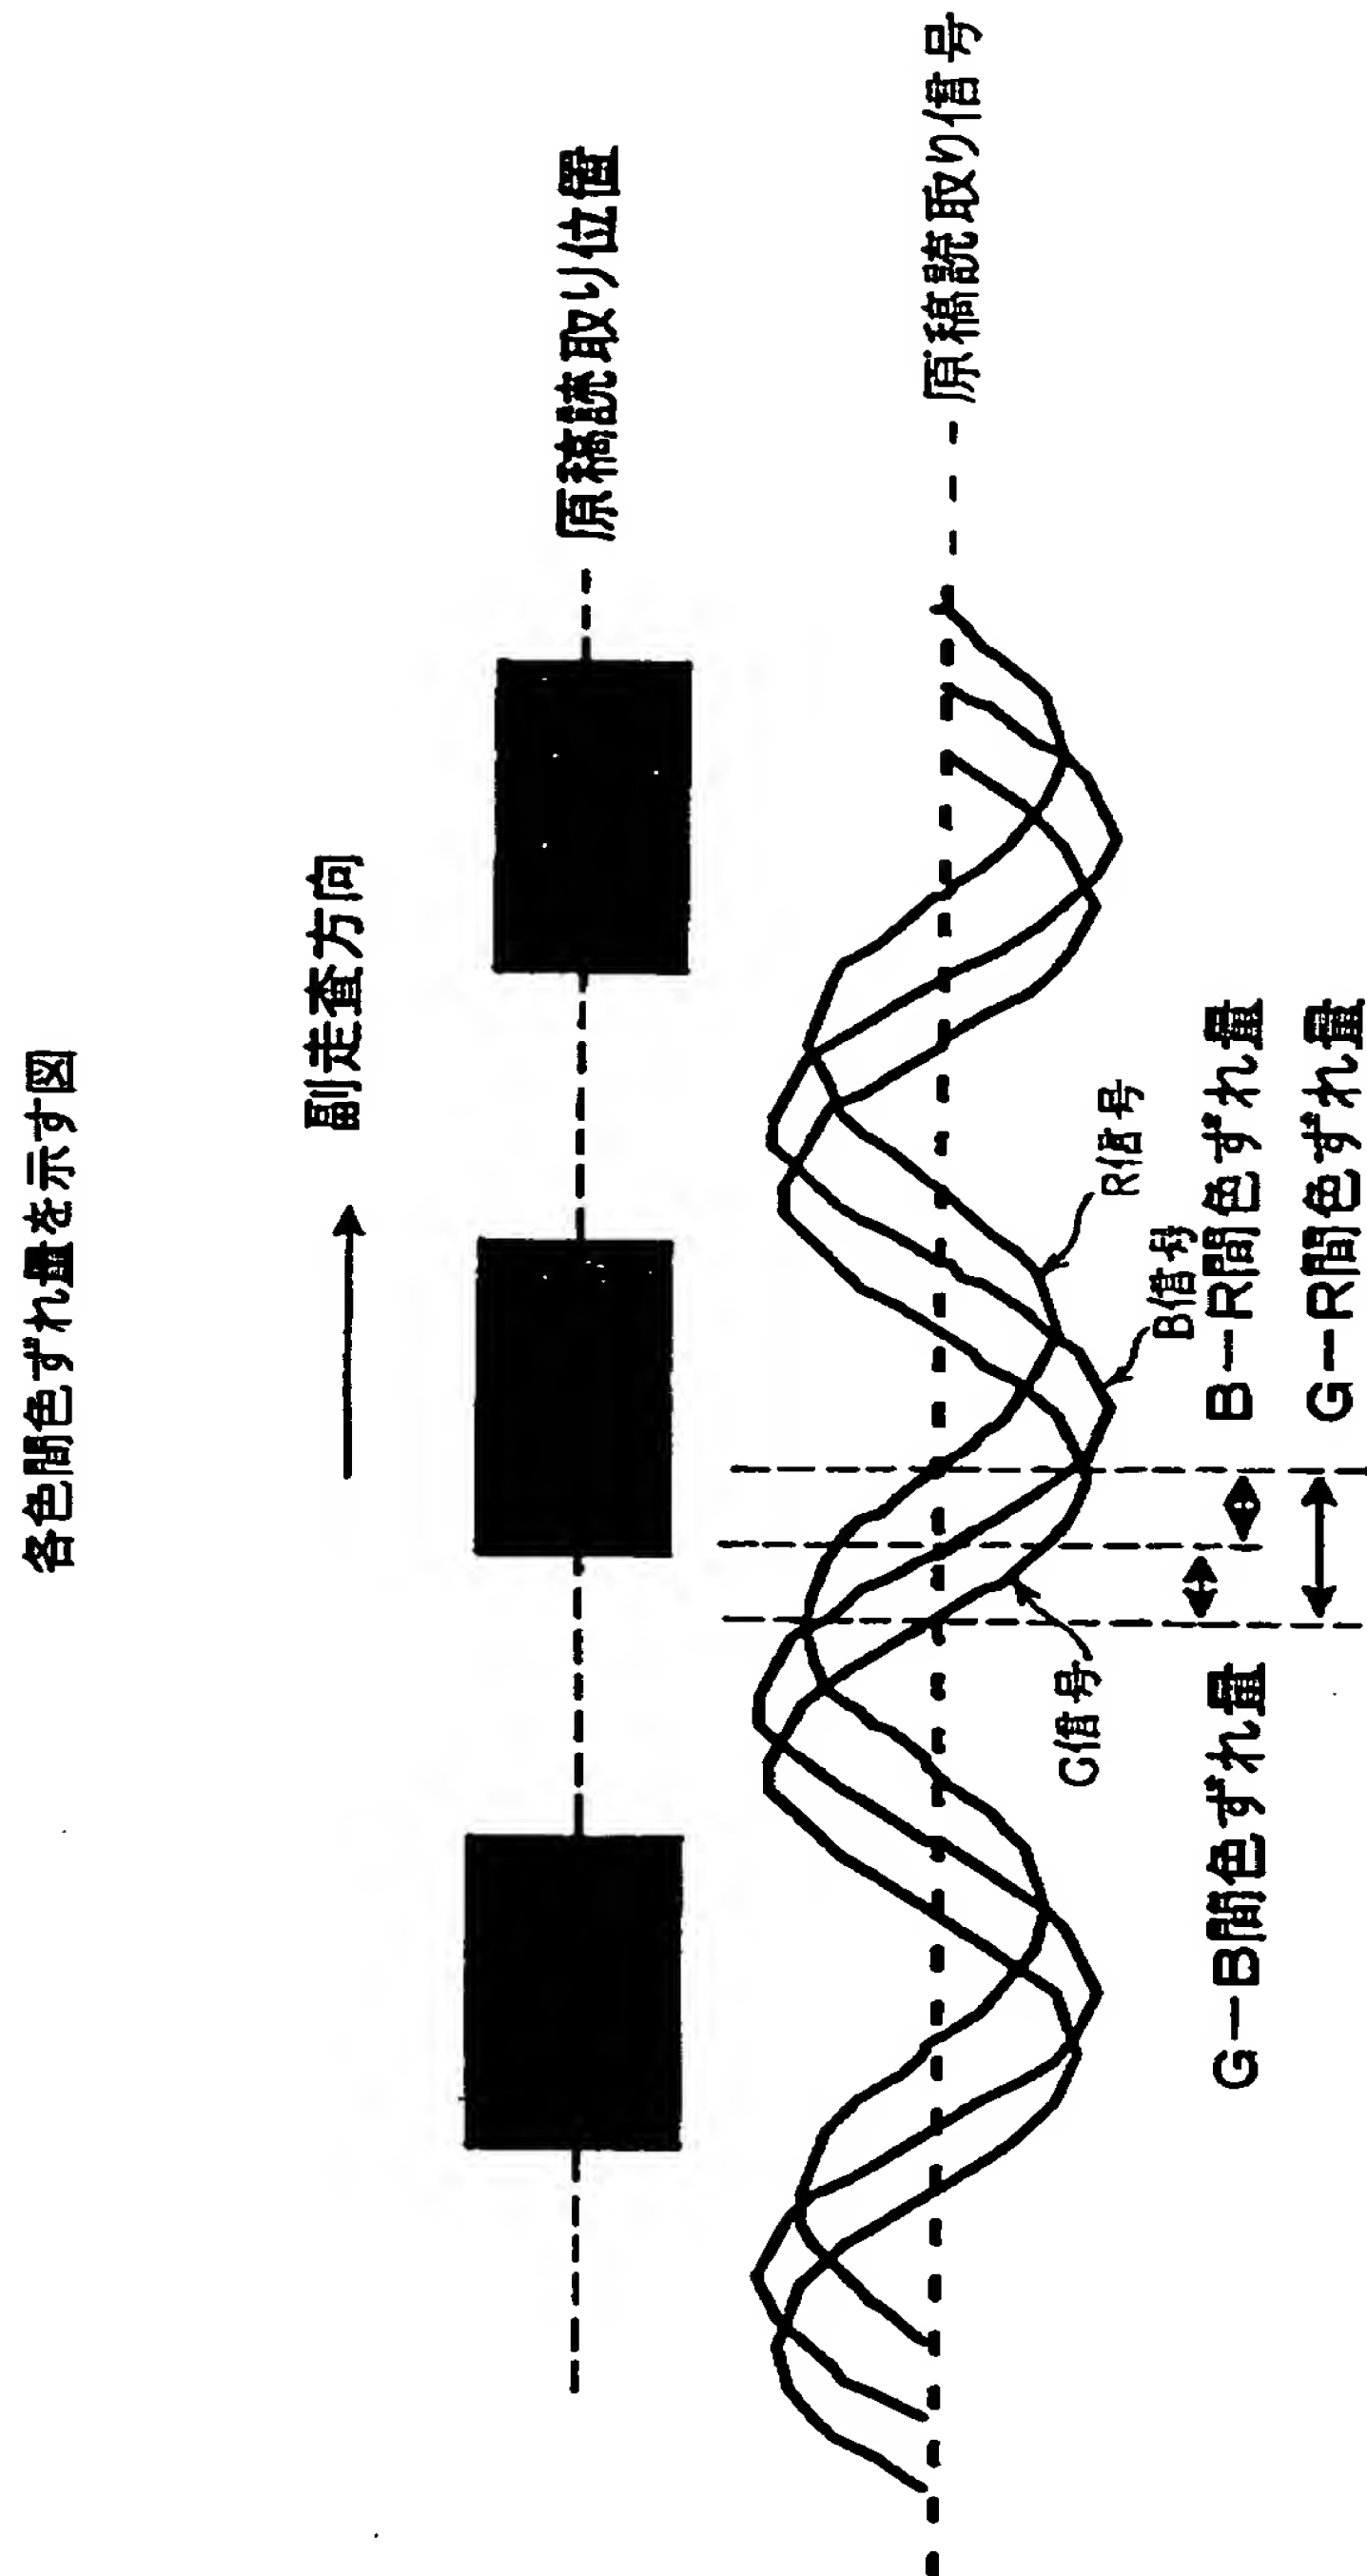 各色間色ずれ量を示す図
副走査方向
原稿読取り位置
原稿読取り信号
R信号
B信号
G信号
B－R間色ずれ量
G－B間色ずれ量
G－R間色ずれ量